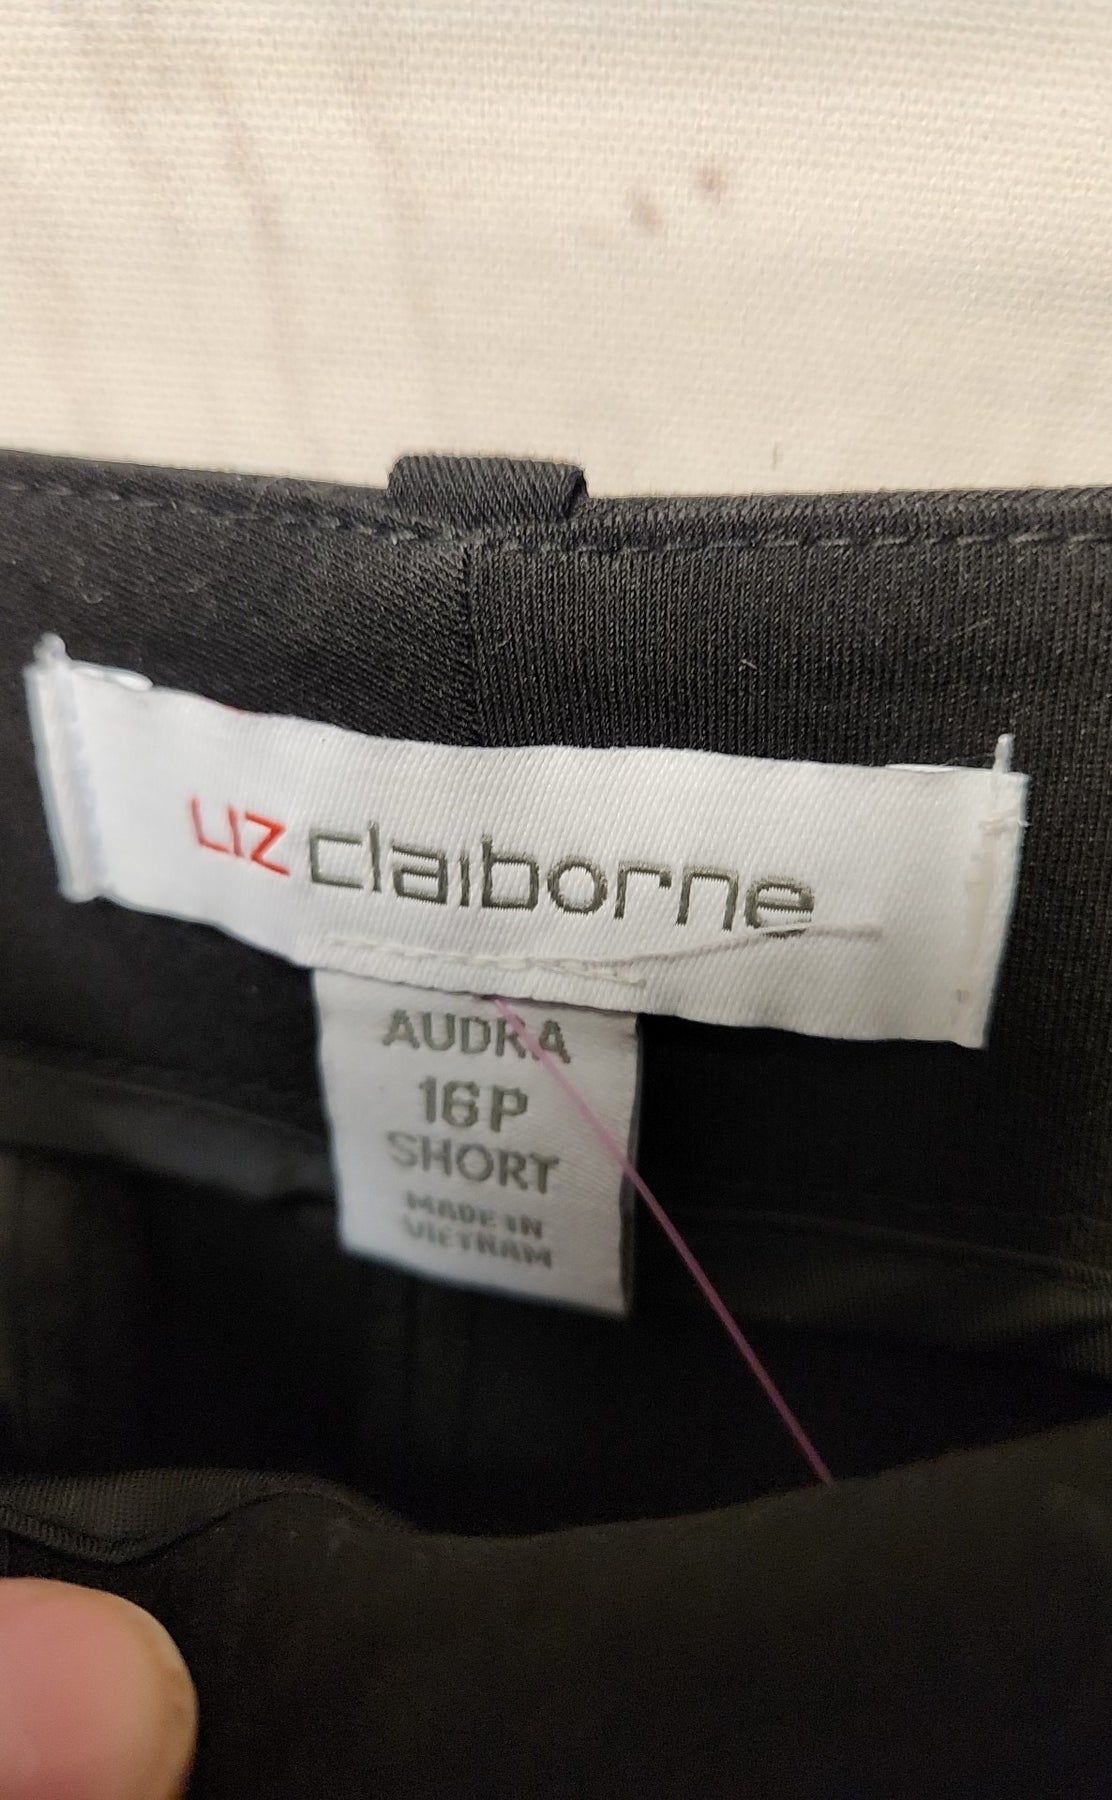 LIZ claiborne
AUDRA
16P
SHORT
MADE IN
VIETNAM